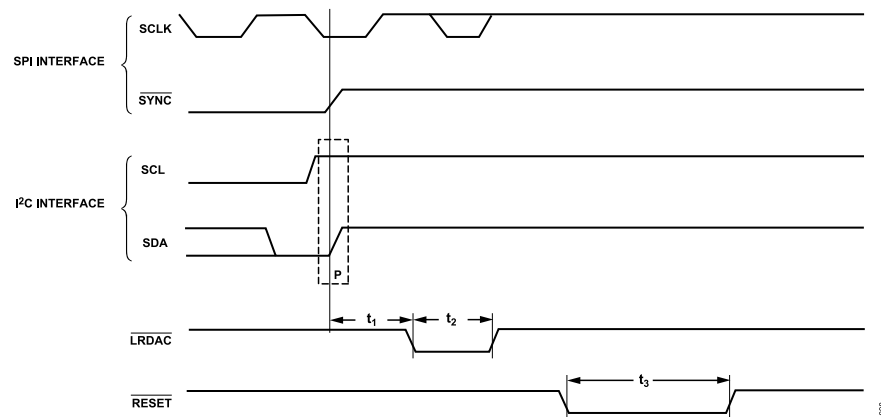 SCLK
SPI INTERFACE
SYNC
SCL
I²C INTERFACE
SDA
P
t₁
t₂
LRDAC
t₃
RESET